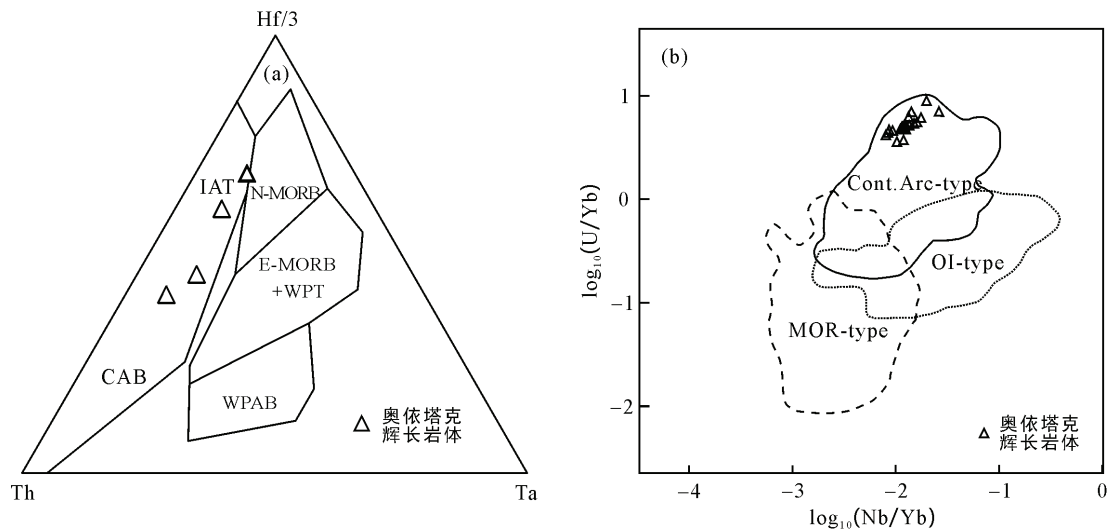 Hf/3
(a)
IAT
N-MORB
E-MORB
+WPT
CAB
WPAB
奥依塔克
辉长岩体
Th
Ta
(b)
1
0
−1
−2
log₁₀(U/Yb)
Cont.Arc-type
OI-type
MOR-type
奥依塔克
辉长岩体
−4
−3
−2
−1
0
log₁₀(Nb/Yb)